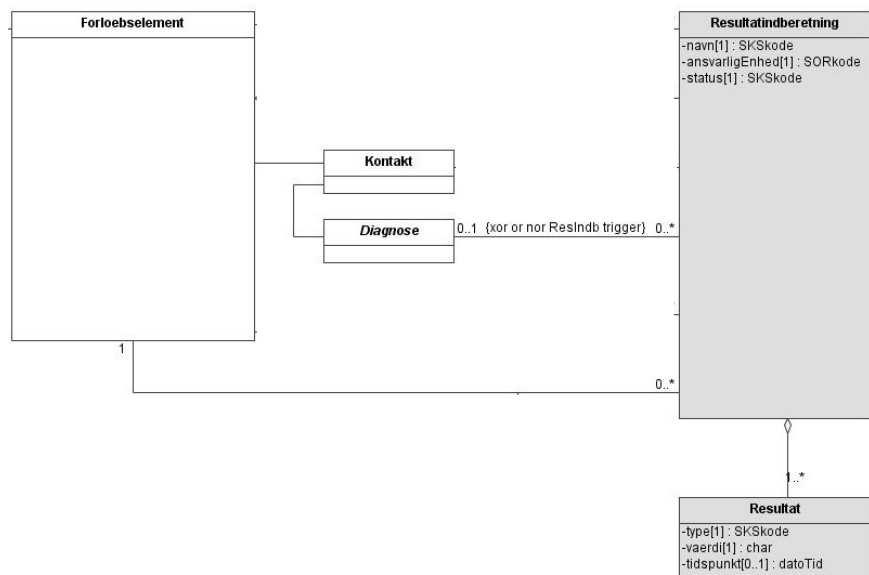 Forloebselement
Resultatindberetning
-navn[1] : SKSkode
-ansvarligEnhed[1] : SORkode
-status[1] : SKSkode
Kontakt
Diagnose
0..1 {xor or nor ResIndb trigger} 0..*
1
0..*
1..*
Resultat
-type[1] : SKSkode
-vaerdi[1] : char
-tidspunkt[0..1] : datoTid